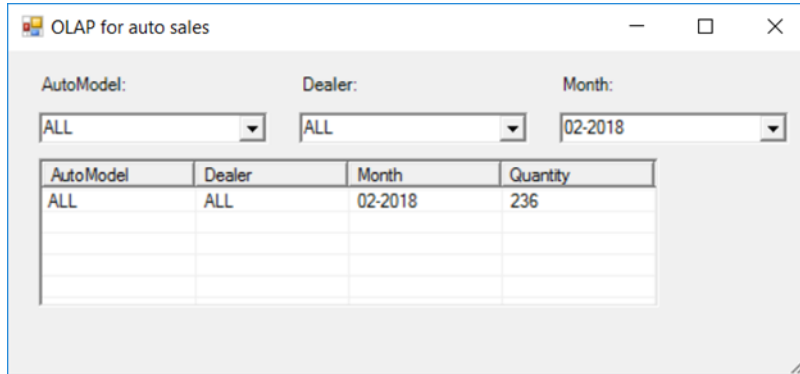 OLAP for auto sales
AutoModel: Dealer: Month:
ALL ALL 02-2018
AutoModel Dealer Month Quantity
ALL ALL 02-2018 236